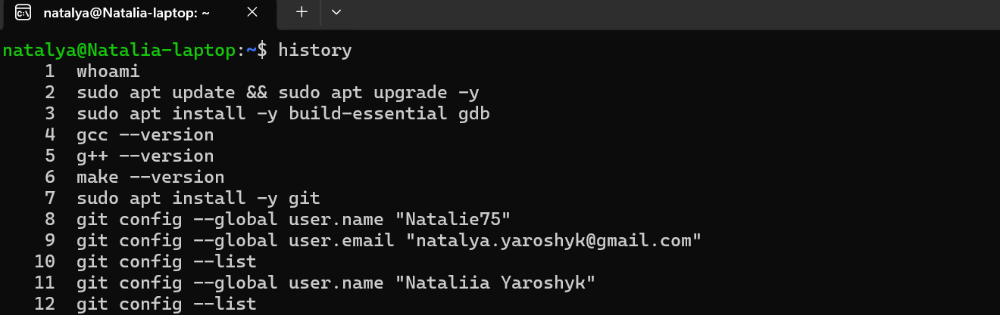 natalya@Natalia-laptop: ~
natalya@Natalia-laptop:~$ history
1 whoami
2 sudo apt update && sudo apt upgrade -y
3 sudo apt install -y build-essential gdb
4 gcc --version
5 g++ --version
6 make --version
7 sudo apt install -y git
8 git config --global user.name "Natalie75"
9 git config --global user.email "natalya.yaroshyk@gmail.com"
10 git config --list
11 git config --global user.name "Nataliia Yaroshyk"
12 git config --list